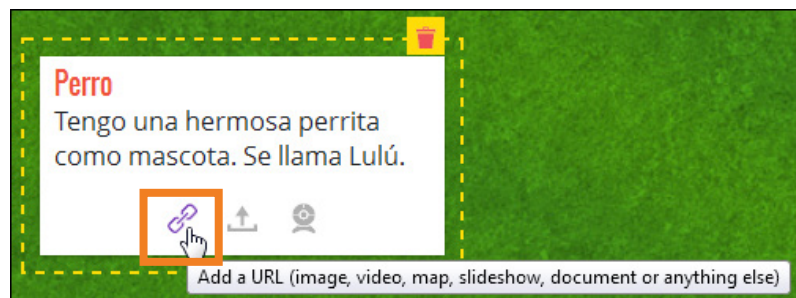 Perro
Tengo una hermosa perrita
como mascota. Se llama Lulú.
Add a URL (image, video, map, slideshow, document or anything else)